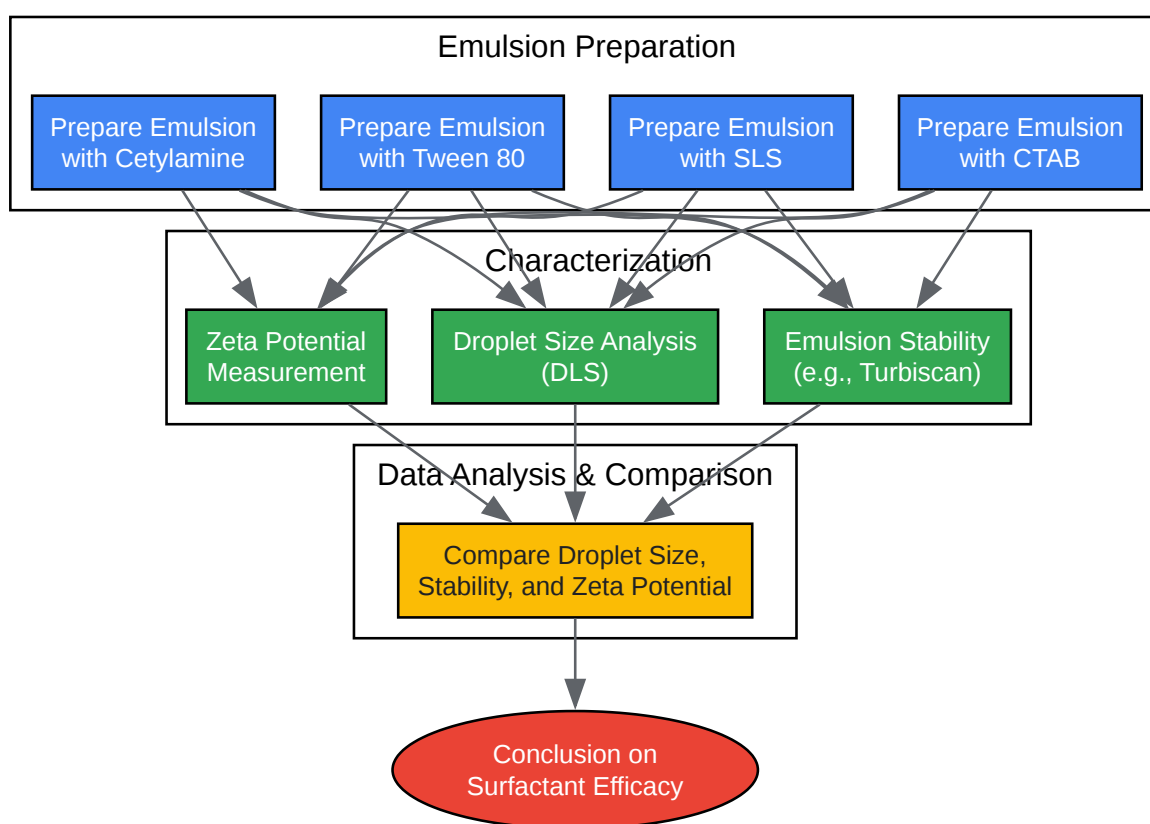 Emulsion Preparation
Prepare Emulsion
with Cetylamine
Prepare Emulsion
with Tween 80
Prepare Emulsion
with SLS
Prepare Emulsion
with CTAB
Characterization
Zeta Potential
Measurement
Droplet Size Analysis
(DLS)
Emulsion Stability
(e.g., Turbiscan)
Data Analysis & Comparison
Compare Droplet Size,
Stability, and Zeta Potential
Conclusion on
Surfactant Efficacy